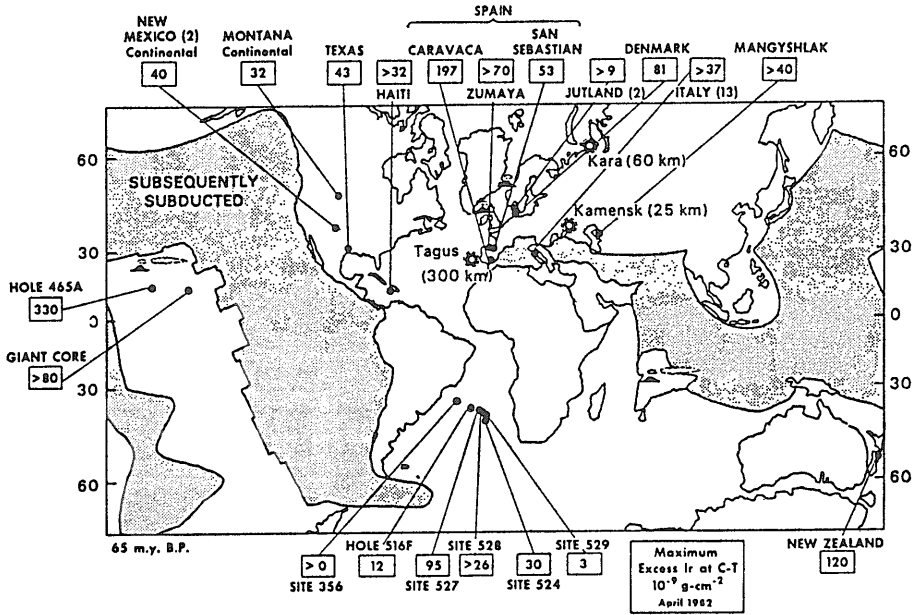 SPAIN
NEW
MEXICO (2)
Continental
40
MONTANA
Continental
32
TEXAS
43
>32
HAITI
CARAVACA
197
>70
ZUMAYA
SAN
SEBASTIAN
53
>9
JUTLAND (2)
DENMARK
81
>37
ITALY (13)
MANGYSHLAK
>40
60
60
SUBSEQUENTLY
SUBDUCTED
Kara (60 km)
Kamensk (25 km)
Tagus
(300 km)
30
30
HOLE 465A
330
0
0
GIANT CORE
>80
30
30
60
60
65 m.y. B.P.
>0
SITE 356
HOLE 516F
12
95
SITE 527
SITE 528
>26
30
SITE 524
SITE 529
3
Maximum
Excess Ir at C-T
10⁻⁹ g-cm⁻²
April 1982
NEW ZEALAND
120